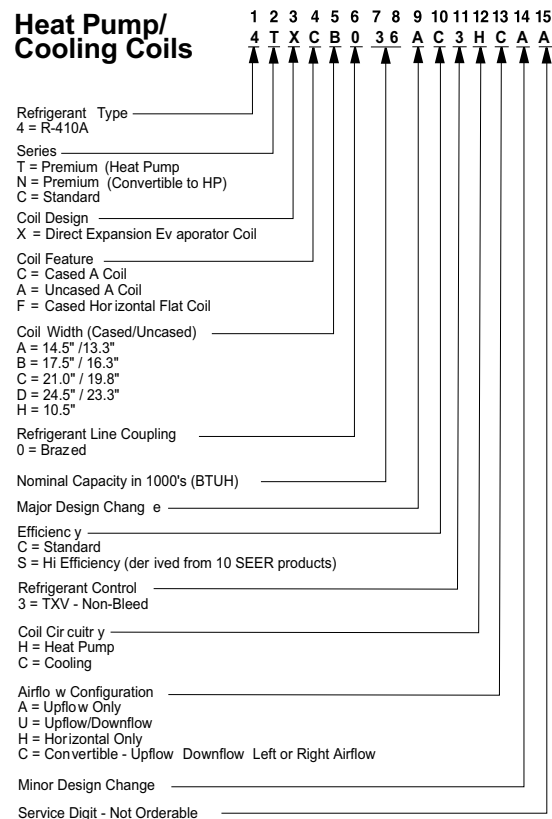 Heat Pump/
Cooling Coils
1 2 3 4 5 6 7 8 9 10 11 12 13 14 15
4 T X C B 0 3 6 A C 3 H C A A
Refrigerant Type
4 = R-410A
Series
T = Premium (Heat Pump
N = Premium (Convertible to HP)
C = Standard
Coil Design
X = Direct Expansion Ev aporator Coil
Coil Feature
C = Cased A Coil
A = Uncased A Coil
F = Cased Hor izontal Flat Coil
Coil Width (Cased/Uncased)
A = 14.5" /13.3"
B = 17.5" / 16.3"
C = 21.0" / 19.8"
D = 24.5" / 23.3"
H = 10.5"
Refrigerant Line Coupling
0 = Brazed
Nominal Capacity in 1000's (BTUH)
Major Design Chang e
Efficienc y
C = Standard
S = Hi Efficiency (der ived from 10 SEER products)
Refrigerant Control
3 = TXV - Non-Bleed
Coil Cir cuitr y
H = Heat Pump
C = Cooling
Airflo w Configuration
A = Upflow Only
U = Upflow/Downflow
H = Horizontal Only
C = Convertible - Upflow Downflow Left or Right Airflow
Minor Design Change
Service Digit - Not Orderable